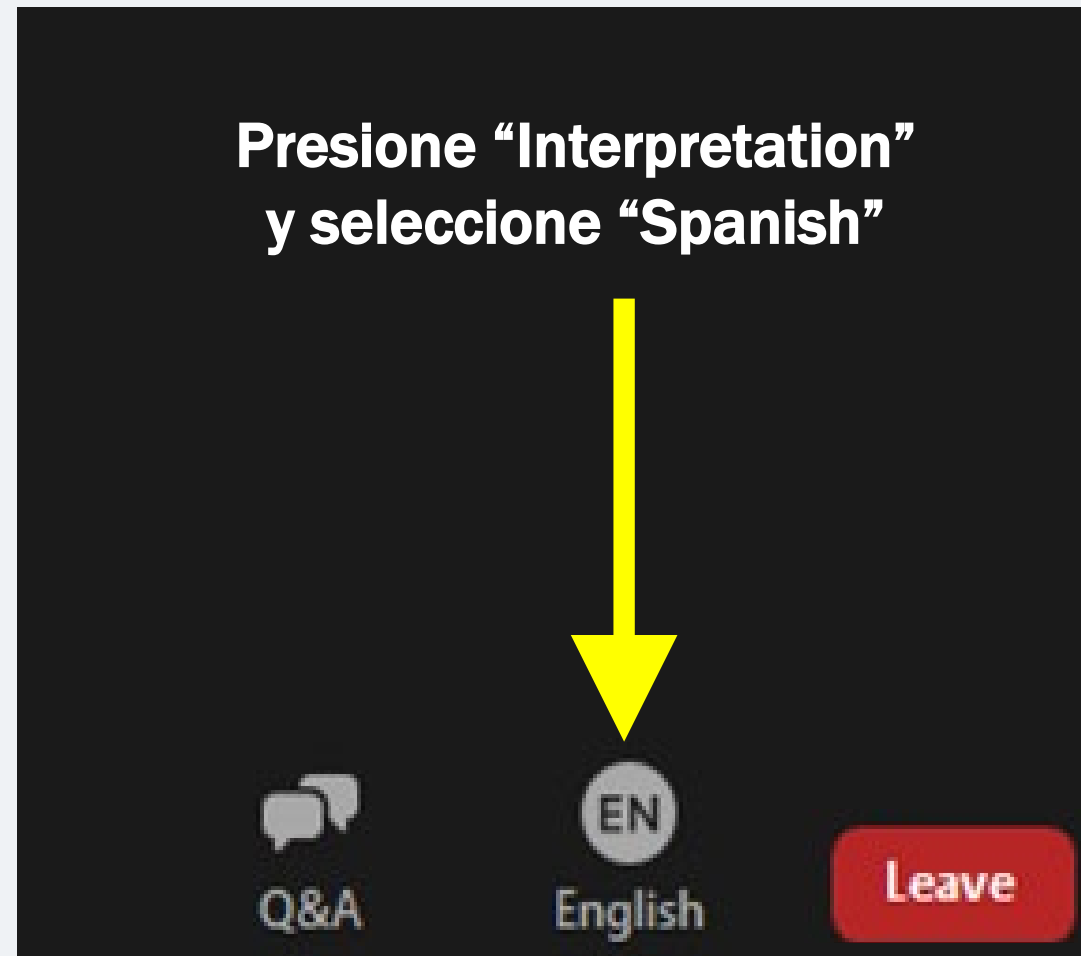 Presione “Interpretation”
y seleccione “Spanish”
EN
Q&A
English
Leave